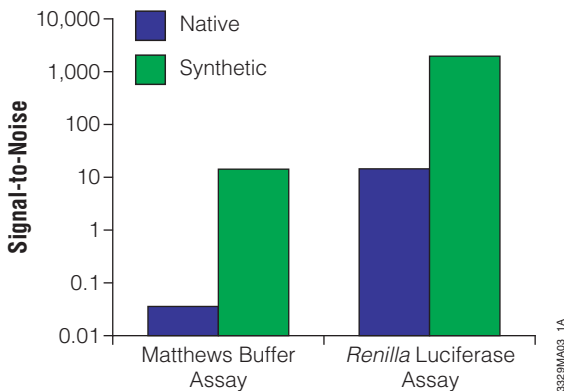 10,000
1,000
100
10
1
0.1
0.01
Signal-to-Noise
Native
Synthetic
Matthews Buffer
Assay
Renilla Luciferase
Assay
3329MA03_1A